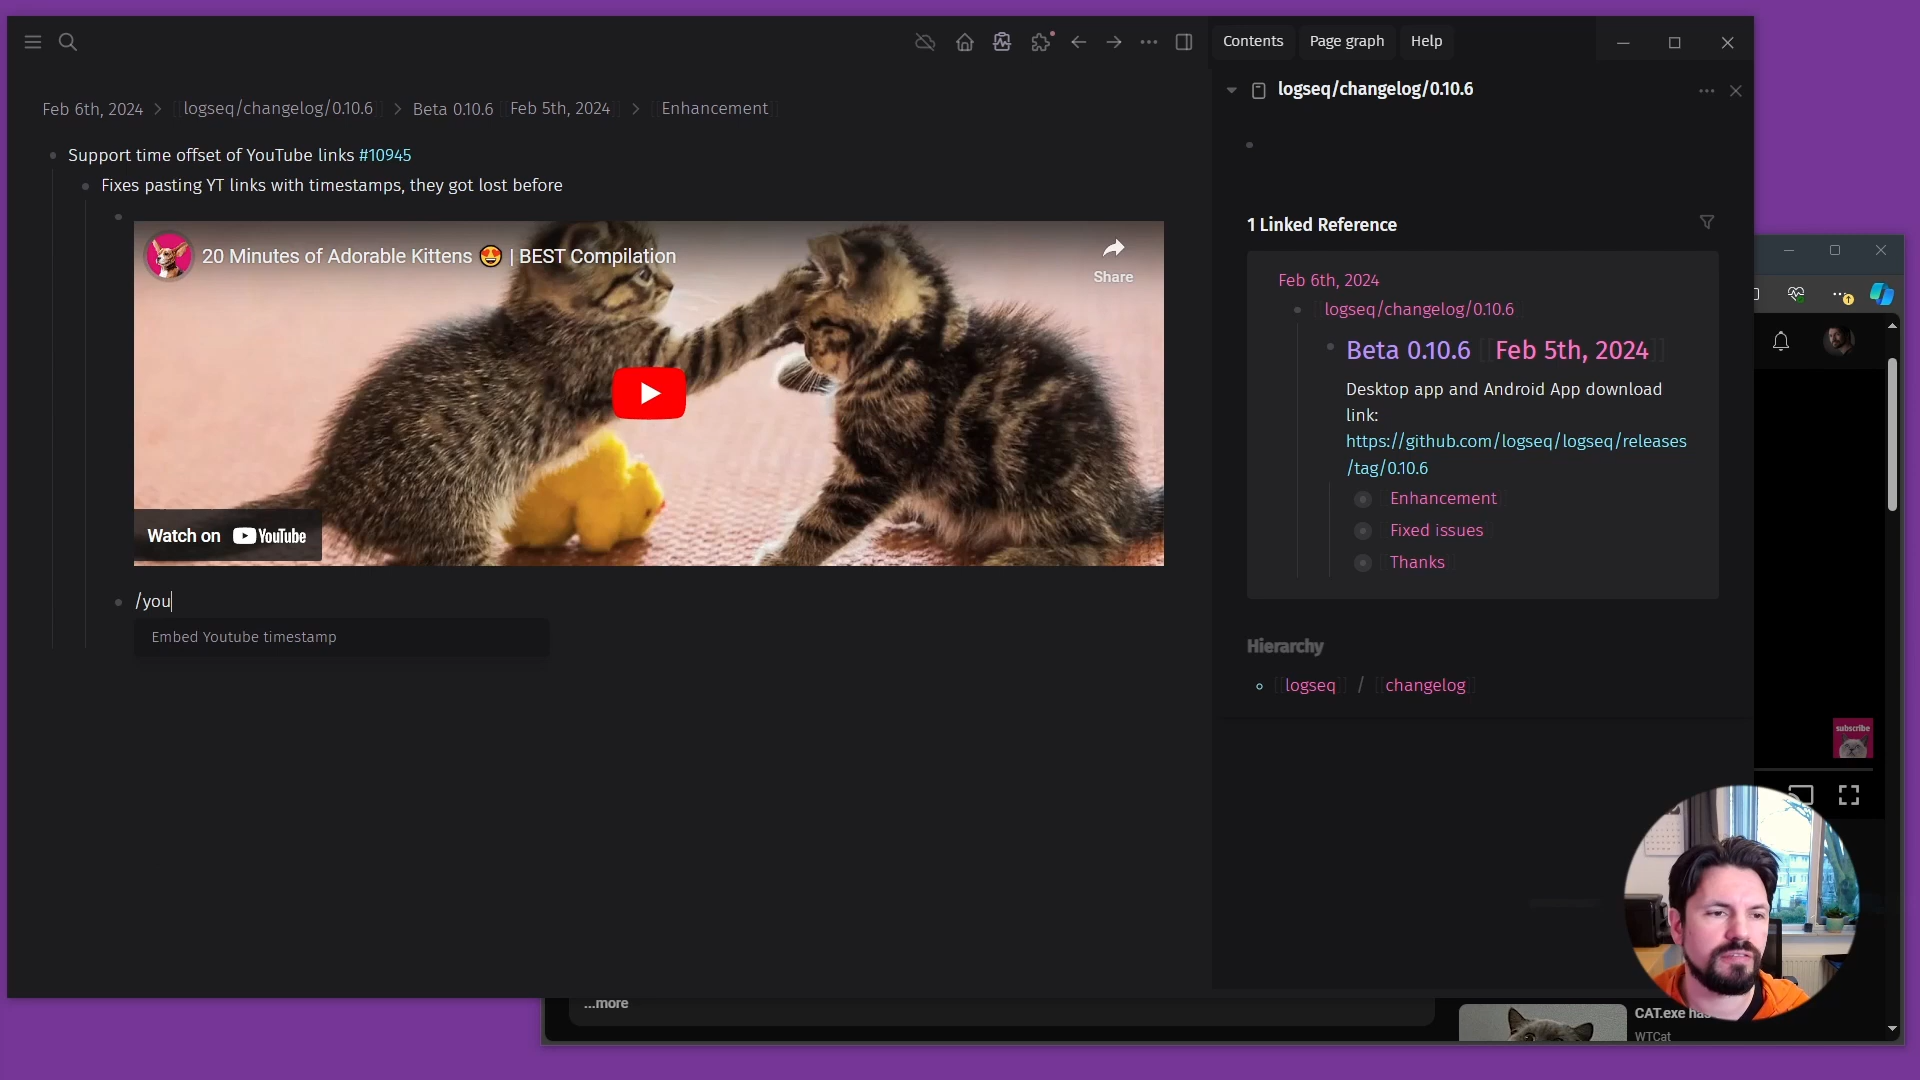 Contents
Page graph
Help
Feb 6th, 2024 > logseq/changelog/0.10.6 > Beta 0.10.6 Feb 5th, 2024 > Enhancement
Support time offset of YouTube links #10945
Fixes pasting YT links with timestamps, they got lost before
20 Minutes of Adorable Kittens 😍 | BEST Compilation
Share
Watch on YouTube
/you
Embed Youtube timestamp
logseq/changelog/0.10.6
1 Linked Reference
Feb 6th, 2024
logseq/changelog/0.10.6
Beta 0.10.6 Feb 5th, 2024
Desktop app and Android App download
link:
https://github.com/logseq/logseq/releases
/tag/0.10.6
Enhancement
Fixed issues
Thanks
Hierarchy
logseq / changelog
subscribe
...more
CAT.exe
WTCat